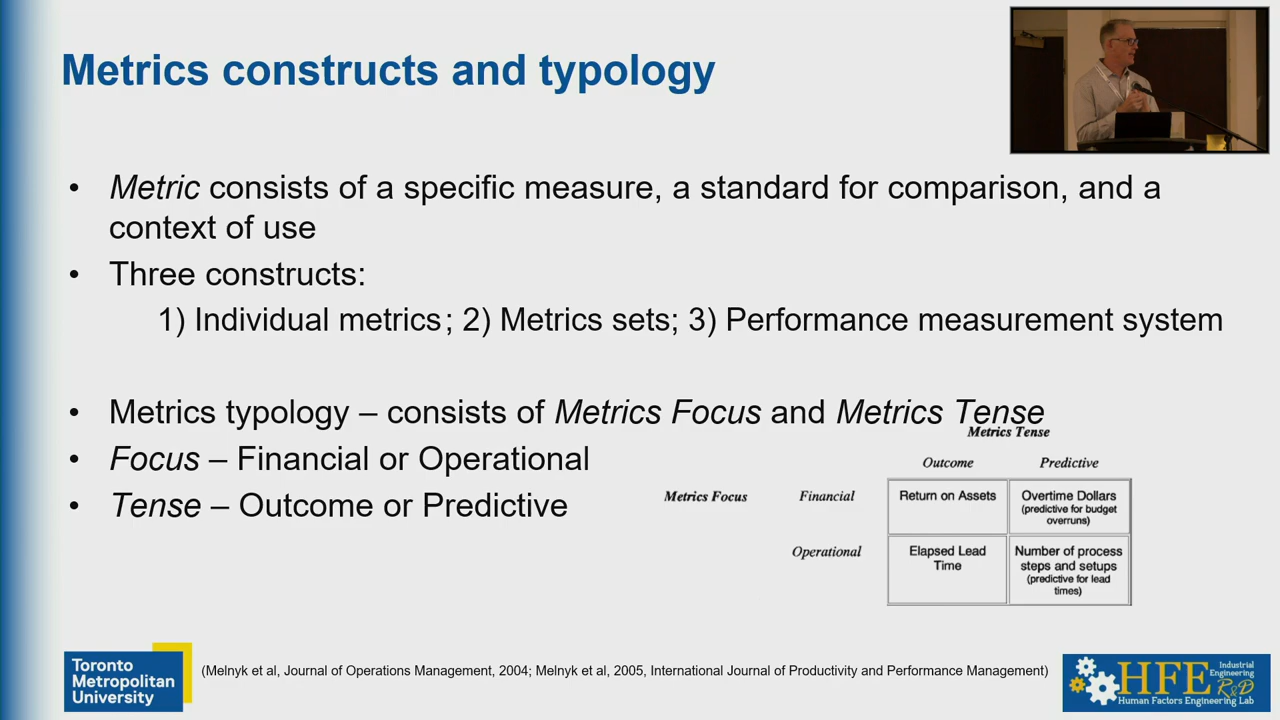 Metrics constructs and typology
• Metric consists of a specific measure, a standard for comparison, and a
context of use
• Three constructs:
1) Individual metrics; 2) Metrics sets; 3) Performance measurement system
• Metrics typology – consists of Metrics Focus and Metrics Tense
• Focus – Financial or Operational
• Tense – Outcome or Predictive
Metrics Tense
Outcome Predictive
Metrics Focus Financial Return on Assets Overtime Dollars
(predictive for budget
overruns)
Operational Elapsed Lead Number of process
Time steps and setups
(predictive for lead
times)
Toronto
Metropolitan
University
(Melnyk et al, Journal of Operations Management, 2004; Melnyk et al, 2005, International Journal of Productivity and Performance Management)
HFE Industrial
Engineering
R&D
Human Factors Engineering Lab